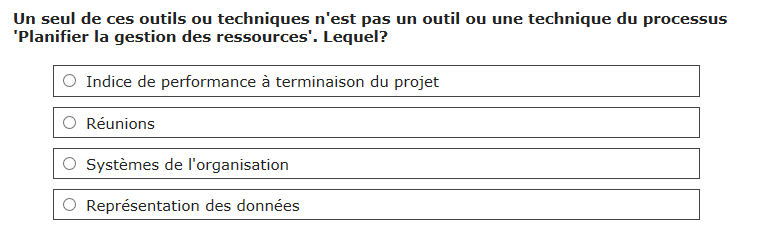 Un seul de ces outils ou techniques n'est pas un outil ou une technique du processus
'Planifier la gestion des ressources'. Lequel?
Indice de performance à terminaison du projet
Réunions
Systèmes de l'organisation
Représentation des données